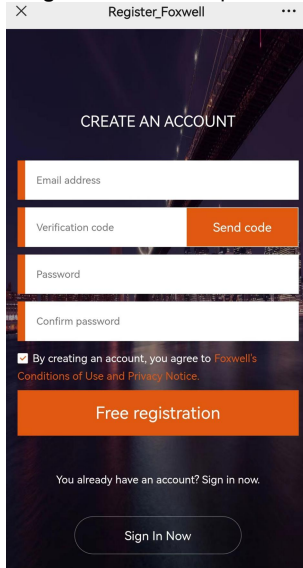 Register_Foxwell
CREATE AN ACCOUNT
Email address
Verification code
Send code
Password
Confirm password
By creating an account, you agree to Foxwell's
Conditions of Use and Privacy Notice.
Free registration
You already have an account? Sign in now.
Sign In Now